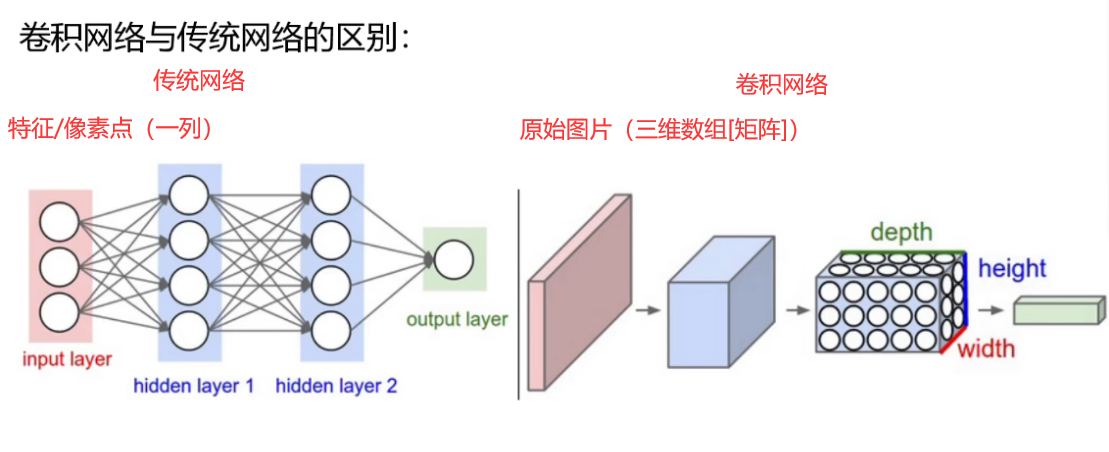 卷积网络与传统网络的区别：
传统网络
特征/像素点（一列）
input layer
hidden layer 1
hidden layer 2
output layer
卷积网络
原始图片（三维数组[矩阵]）
depth
height
width